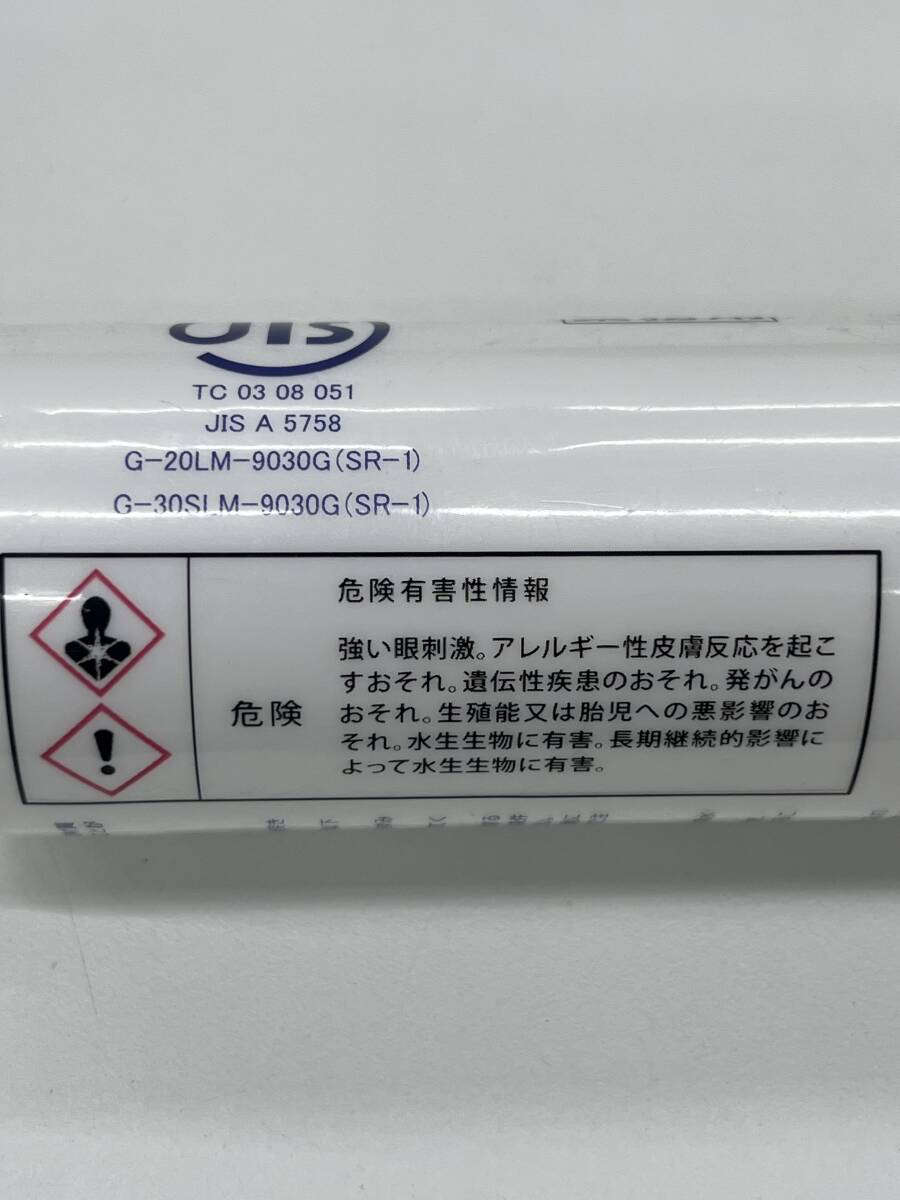 JIS
TC 03 08 051
JIS A 5758
G-20LM-9030G(SR-1)
G-30SLM-9030G(SR-1)
危険
危険有害性情報
強い眼刺激。アレルギー性皮膚反応を起こ
すおそれ。遺伝性疾患のおそれ。発がんの
おそれ。生殖能又は胎児への悪影響のお
それ。水生生物に有害。長期継続的影響に
よって水生生物に有害。